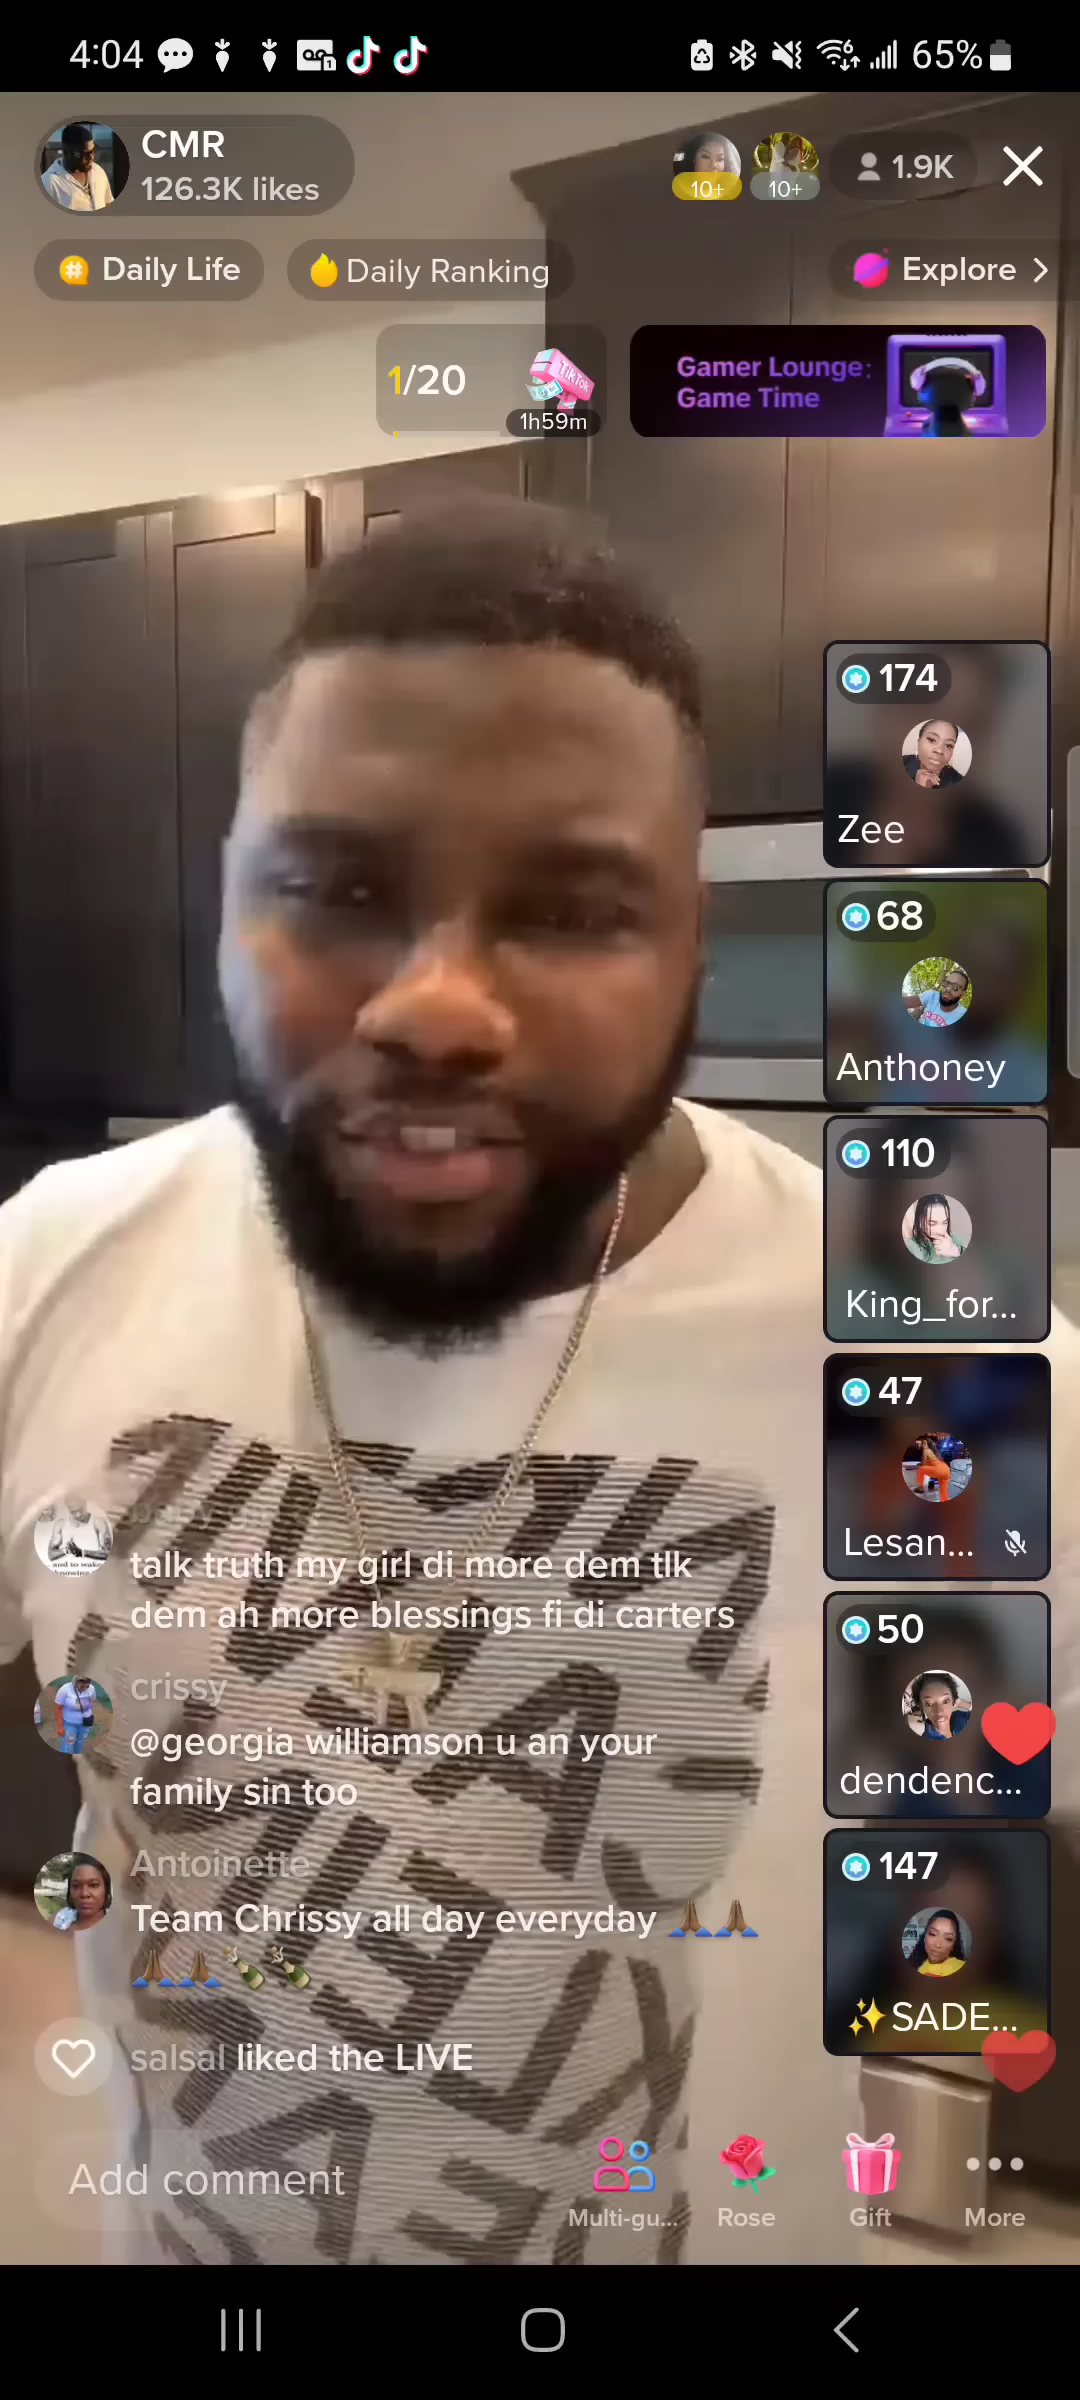 4:04
65%
CMR
126.3K likes
10+
10+
1.9K
Daily Life
Daily Ranking
Explore >
1/20
TikTok
1h59m
Gamer Lounge:
Game Time
174
Zee
68
Anthoney
110
King_for...
47
Lesan...
50
dendenc...
147
✨SADE...
talk truth my girl di more dem tlk
dem ah more blessings fi di carters
crissy
@georgia williamson u an your
family sin too
Antoinette
Team Chrissy all day everyday 🙏🏾🙏🏾
🙏🏾🙏🏾🍾🍾
salsal liked the LIVE
Add comment
Multi-gu...
Rose
Gift
More